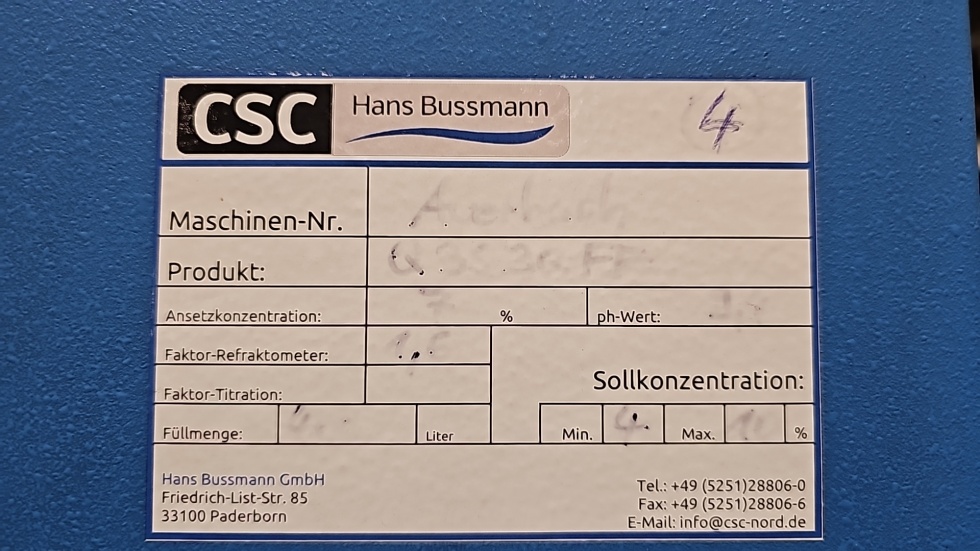 CSC Hans Bussmann 4
Maschinen-Nr.
Produkt:
Ansetzkonzentration: % ph-Wert:
Faktor-Refraktometer:
Sollkonzentration:
Faktor-Titration:
Füllmenge: Liter Min. Max. %
Hans Bussmann GmbH
Friedrich-List-Str. 85
33100 Paderborn
Tel.: +49 (5251)28806-0
Fax: +49 (5251)28806-6
E-Mail: info@csc-nord.de